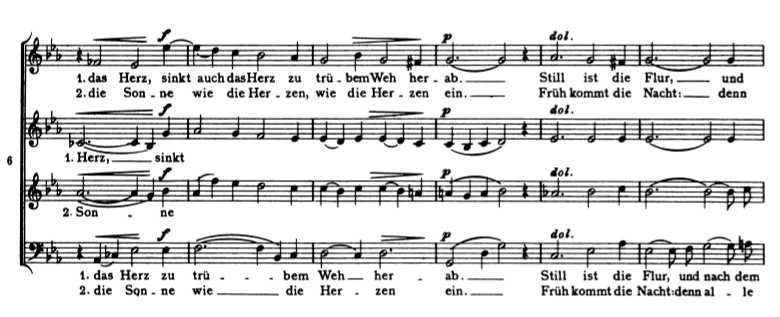 f p dol.
1. das Herz, sinkt auch das Herz zu trü - bem Weh her - ab. Still ist die Flur, und
2. die Son - ne wie die Her - zen, wie die Her - zen ein. Früh kommt die Nacht: denn
f p dol.
1. Herz, sinkt
6
f p dol.
2. Son - ne
f p dol.
1. das Herz zu trü - - - bem Weh her - ab. Still ist die Flur, und nach dem
2. die Son - ne wie die Her - zen ein. Früh kommt die Nacht: denn al - le